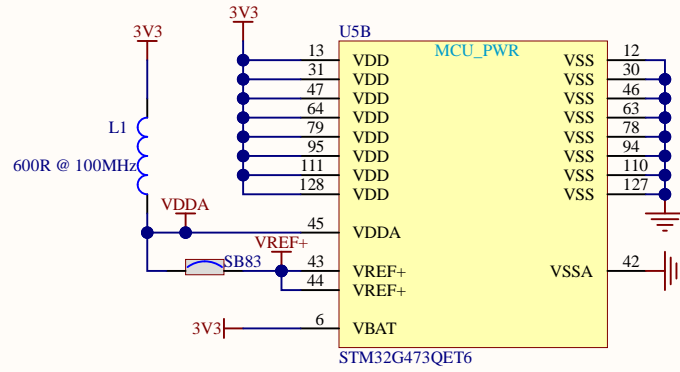 3V3
3V3
U5B
MCU_PWR
13 VDD VSS 12
31 VDD VSS 30
47 VDD VSS 46
64 VDD VSS 63
79 VDD VSS 78
95 VDD VSS 94
111 VDD VSS 110
128 VDD VSS 127
L1
600R @ 100MHz
VDDA
45 VDDA
VREF+
SB83
43 VREF+ VSSA 42
44 VREF+
3V3
6 VBAT
STM32G473QET6